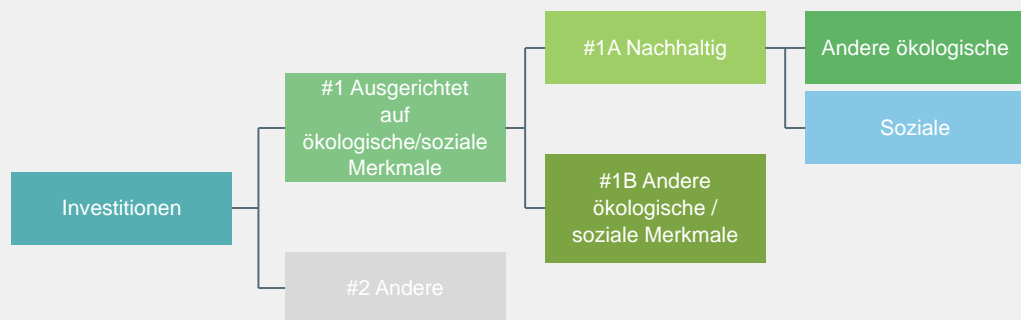 Investitionen
#1 Ausgerichtet
auf
ökologische/soziale
Merkmale
#2 Andere
#1A Nachhaltig
#1B Andere
ökologische /
soziale Merkmale
Andere ökologische
Soziale